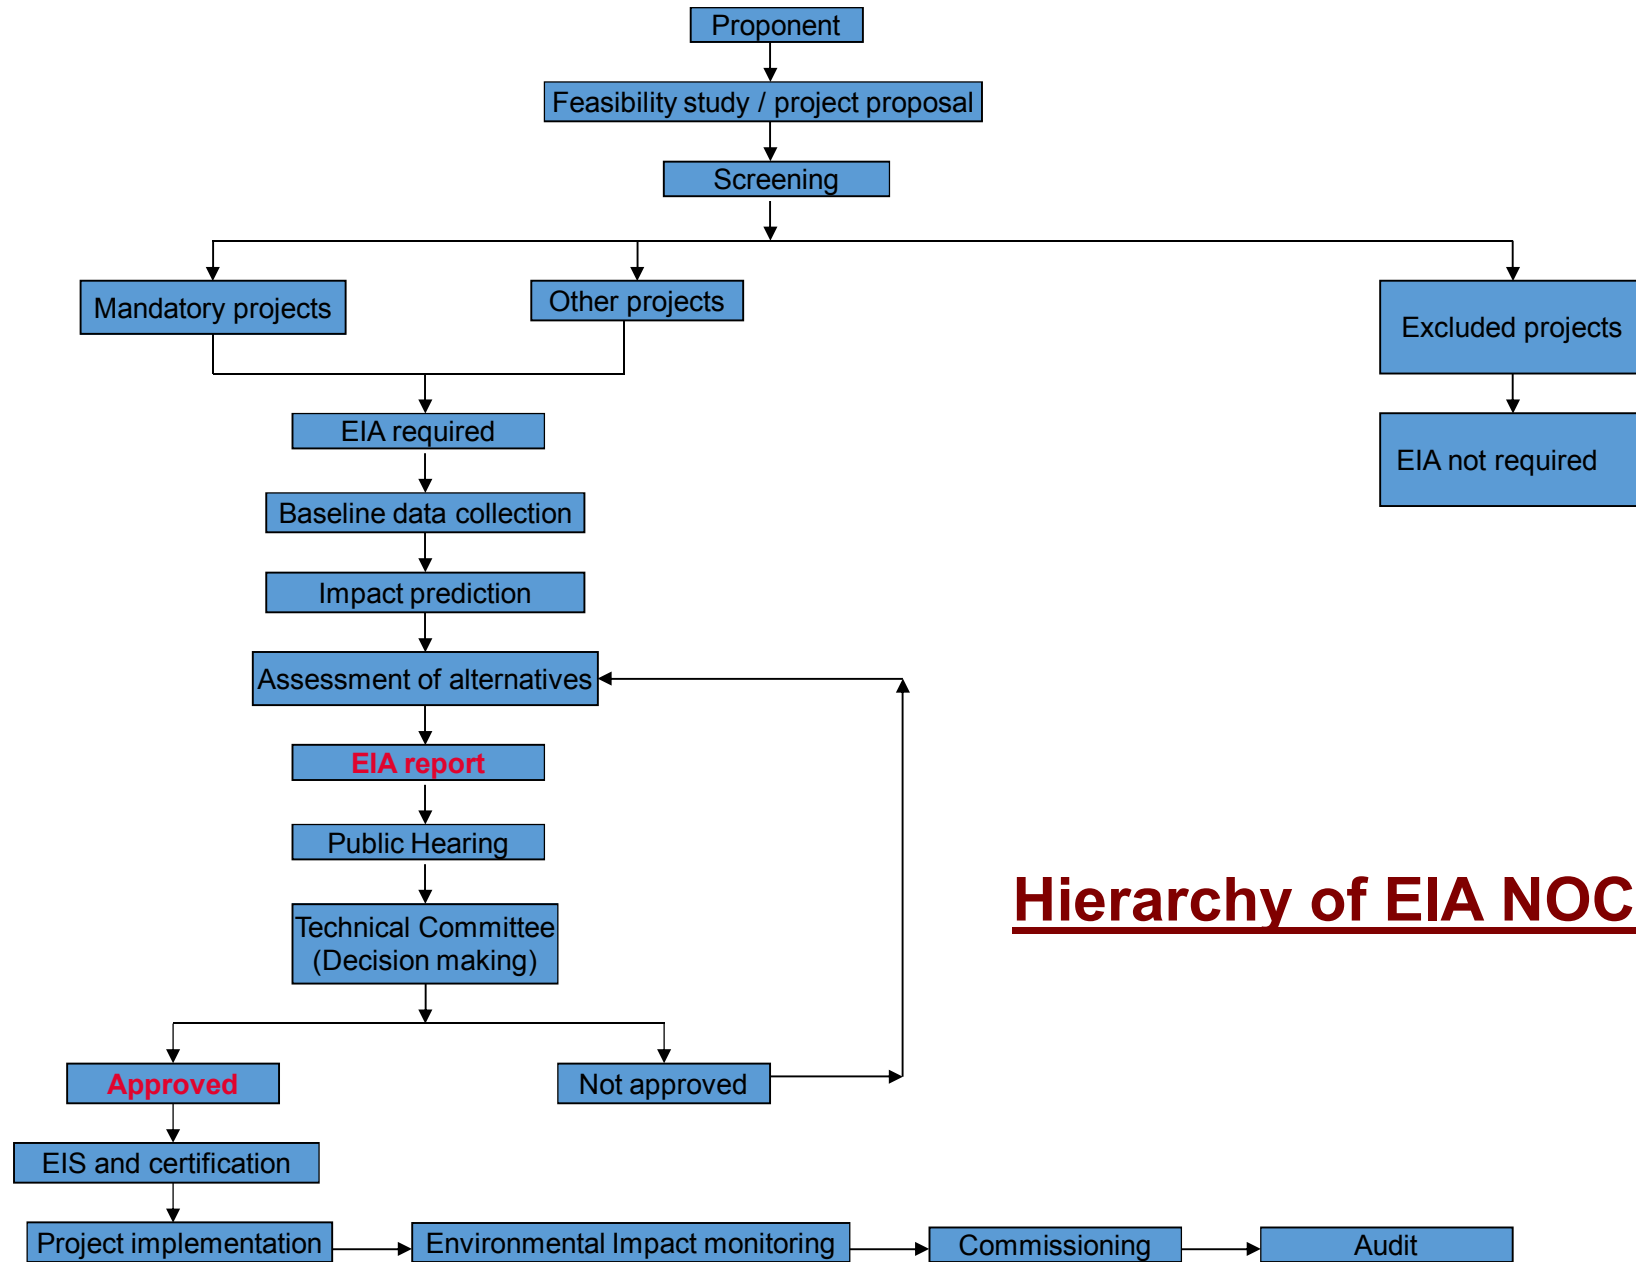 Proponent
Feasibility study / project proposal
Screening
Mandatory projects
Other projects
Excluded projects
EIA required
EIA not required
Baseline data collection
Impact prediction
Assessment of alternatives
EIA report
Public Hearing
Hierarchy of EIA NOC
Technical Committee
(Decision making)
Approved
Not approved
EIS and certification
Project implementation
Environmental Impact monitoring
Commissioning
Audit